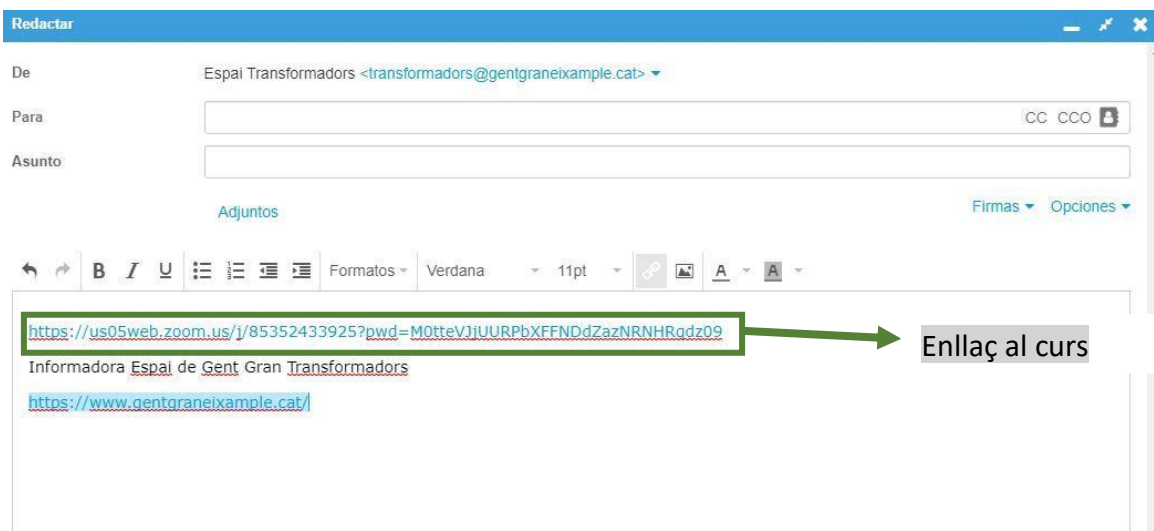 Redactar
De Espai Transformadors <transformadors@gentgraneixample.cat>
Para CC CCO
Asunto
Adjuntos Firmas Opciones
B I U Formatos Verdana 11pt A A
https://us05web.zoom.us/j/85352433925?pwd=M0tteVJjUURPbXFFNDdZazNRNHRqdz09
Enllaç al curs
Informadora Espai de Gent Gran Transformadors
https://www.gentgraneixample.cat/